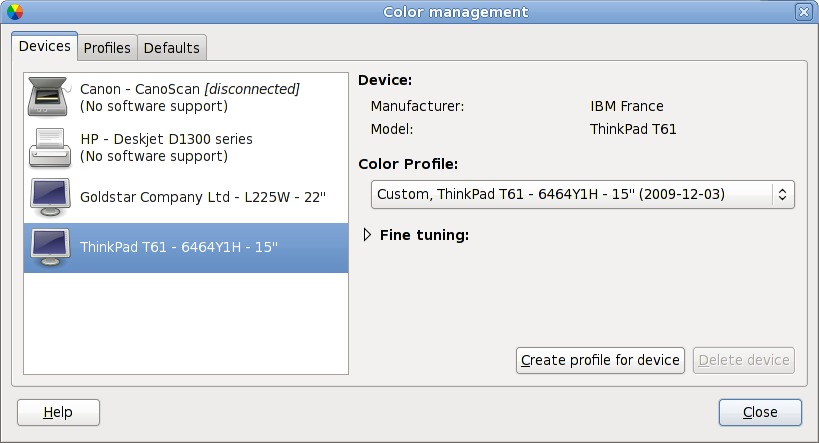 Color management
Devices
Profiles
Defaults
Canon - CanoScan [disconnected]
(No software support)
HP - Deskjet D1300 series
(No software support)
Goldstar Company Ltd - L225W - 22"
ThinkPad T61 - 6464Y1H - 15"
Device:
Manufacturer: IBM France
Model: ThinkPad T61
Color Profile:
Custom, ThinkPad T61 - 6464Y1H - 15" (2009-12-03)
Fine tuning:
Create profile for device
Delete device
Help
Close